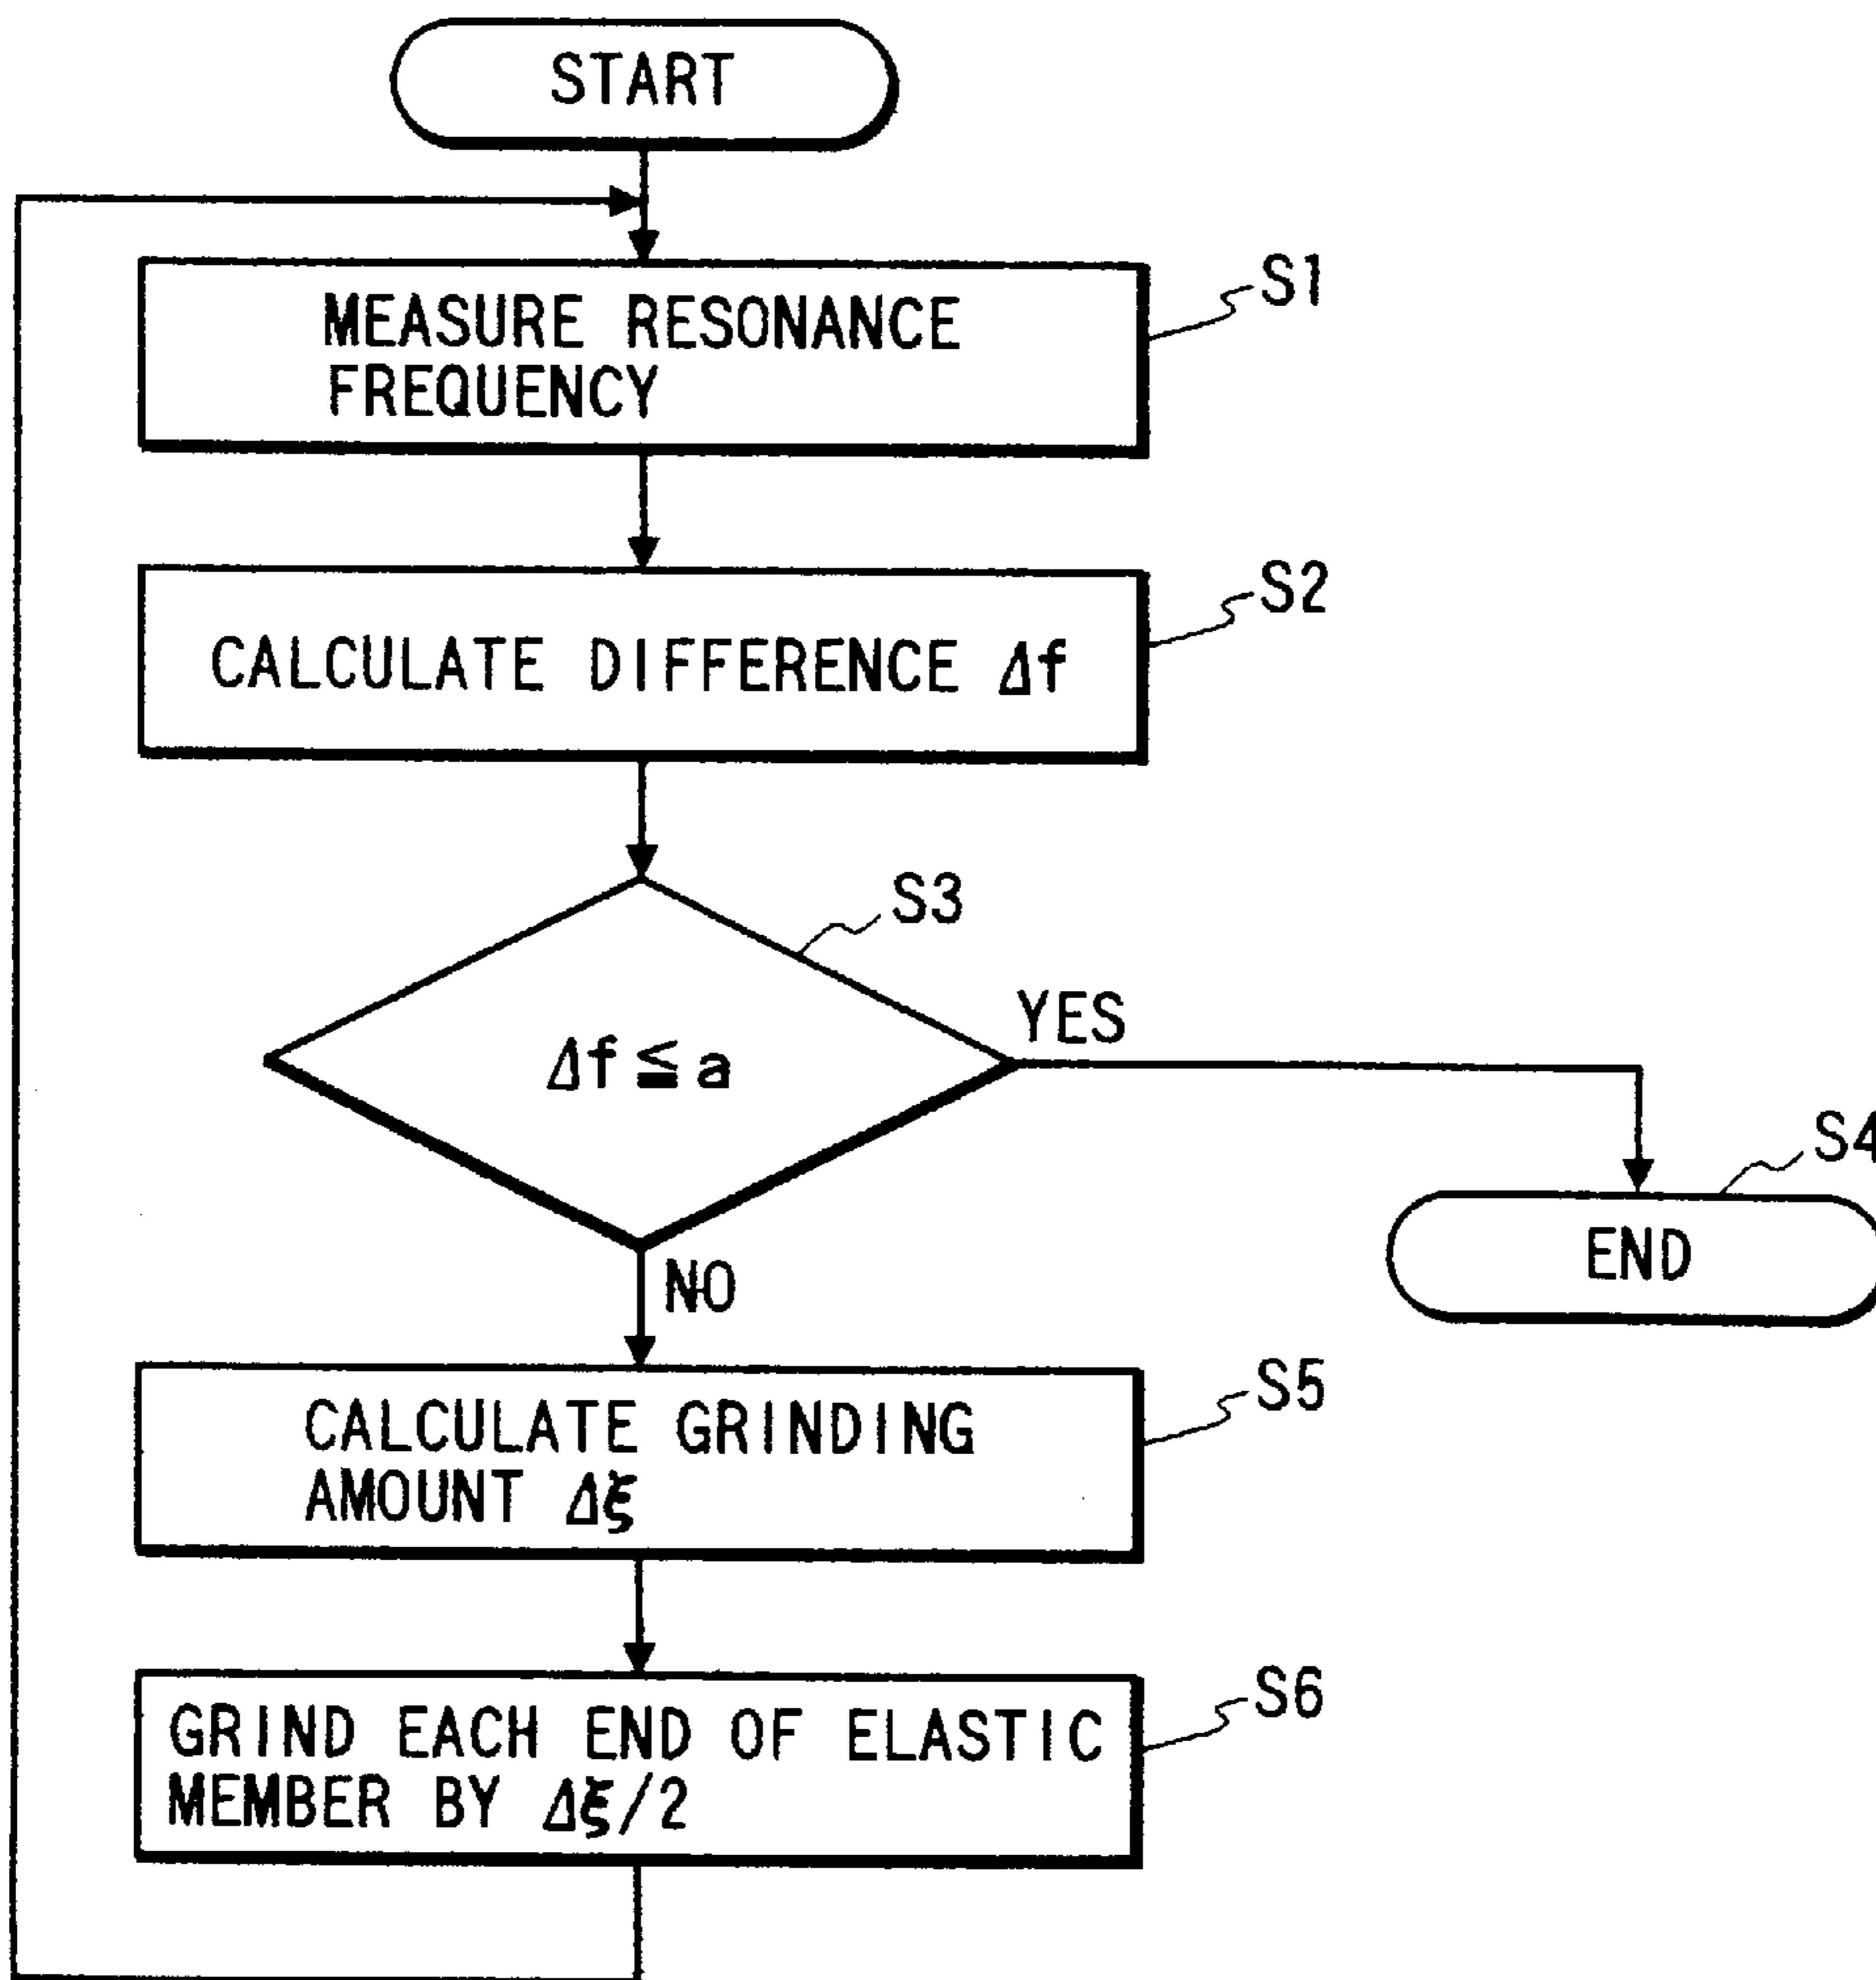 START
S1
MEASURE RESONANCE
FREQUENCY
S2
CALCULATE DIFFERENCE Δf
S3
Δf ≦ a
YES
S4
END
NO
S5
CALCULATE GRINDING
AMOUNT Δξ
S6
GRIND EACH END OF ELASTIC
MEMBER BY Δξ/2